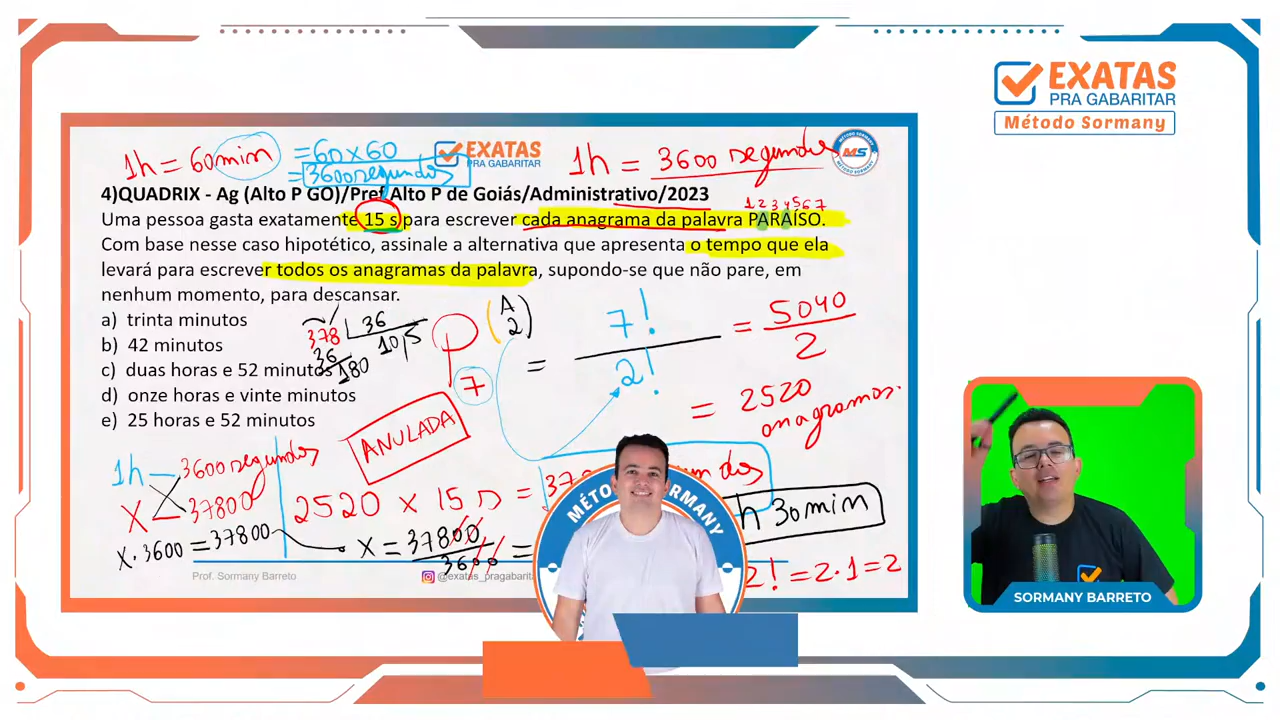 EXATAS
PRA GABARITAR
Método Sormany
1h = 60min
= 60x60
= 3600 segundos
EXATAS
PRA GABARITAR
1h = 3600 segundos
MS
4)QUADRIX - Ag (Alto P GO)/Pref Alto P de Goiás/Administrativo/2023
1 2 3 4 5 6 7
Uma pessoa gasta exatamente 15 s para escrever cada anagrama da palavra PARAÍSO.
Com base nesse caso hipotético, assinale a alternativa que apresenta o tempo que ela
levará para escrever todos os anagramas da palavra, supondo-se que não pare, em
nenhum momento, para descansar.
a) trinta minutos
b) 42 minutos
c) duas horas e 52 minutos
d) onze horas e vinte minutos
e) 25 horas e 52 minutos
378 36
36 10,5
180
P
7
(A
2)
= 7!
2!
= 5040
2
= 2520
anagramas.
ANULADA
1h 3600 segundos
X 37800
x.3600 = 37800
2520 x 15 s =
x = 37800
3600
=
h 30min
2! = 2.1 = 2
MÉTODO SORMANY
Prof. Sormany Barreto
@exatas_pragabarita
SORMANY BARRETO